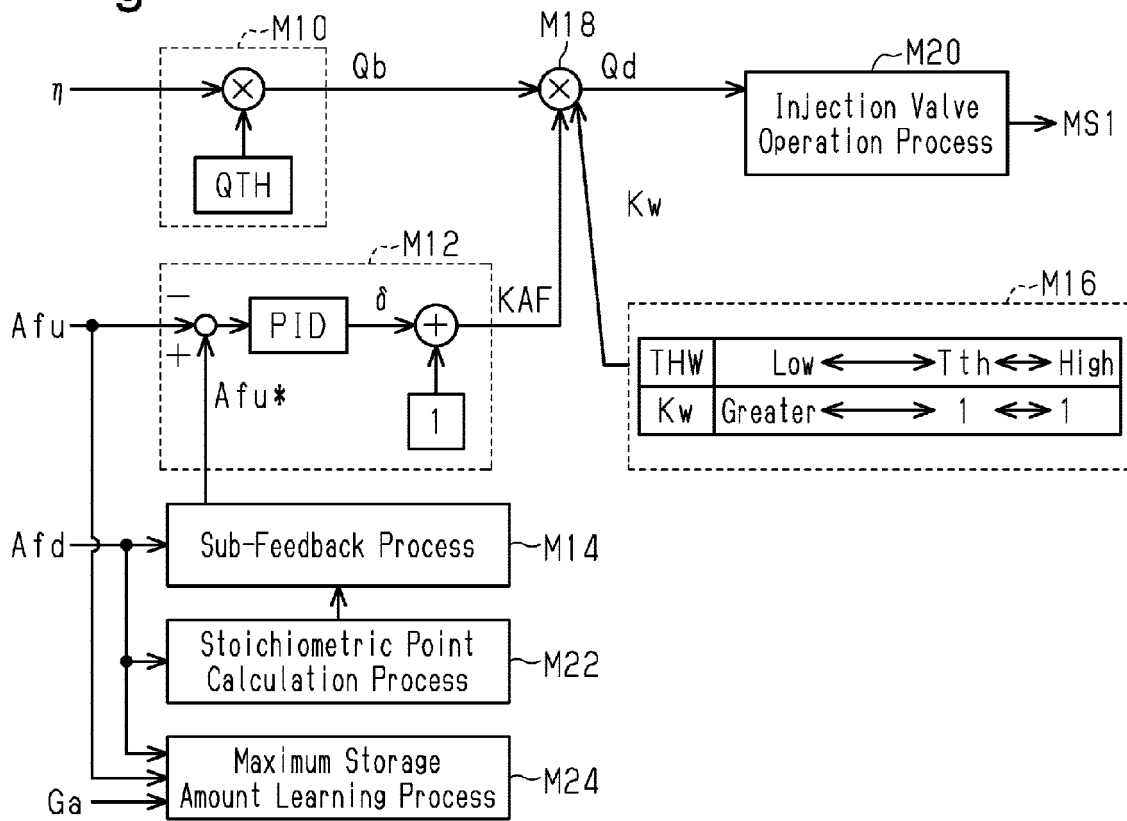 g
M10
M18
M20
η
×
Qb
×
Qd
Injection Valve
Operation Process
MS1
QTH
Kw
M12
M16
Afu
−
+
PID
δ
+
KAF
Afu*
1
THW Low Tth High
Kw Greater 1 1
Afd
Sub-Feedback Process
M14
Stoichiometric Point
Calculation Process
M22
Maximum Storage
Amount Learning Process
M24
Ga